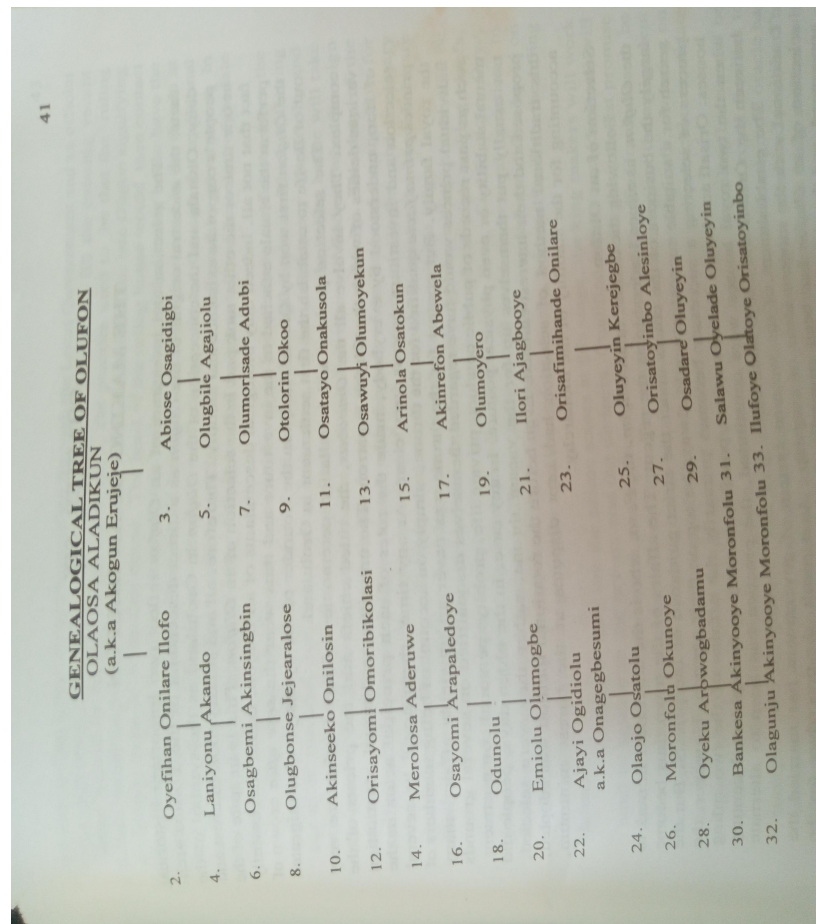 41
GENEALOGICAL TREE OF OLUFON
OLAOSA ALADIKUN
(a.k.a Akogun Erujeje)
2. Oyefihan Onilare Ilofo 3. Abiose Osagidigbi
4. Laniyonu Akando 5. Olugbile Agajiolu
6. Osagbemi Akinsingbin 7. Olumorisade Adubi
8. Olugbonse Jejearalose 9. Otolorin Okoo
10. Akinseeko Onilosin 11. Osatayo Onakusola
12. Orisayomi Omoribikolasi 13. Osawuyi Olumoyekun
14. Merolosa Aderuwe 15. Arinola Osatokun
16. Osayomi Arapaledoye 17. Akinrefon Abewela
18. Odunolu 19. Olumoyero
20. Emiolu Olumogbe 21. Ilori Ajagbooye
22. Ajayi Ogidiolu 23. Orisafimihande Onilare
a.k.a Onagegbesumi
24. Olaojo Osatolu 25. Oluyeyin Kerejegbe
26. Moronfolu Okunoye 27. Orisatoyinbo Alesinloye
28. Oyeku Arowogbadamu 29. Osadare Oluyeyin
30. Bankesa Akinyooye Moronfolu 31. Salawu Oyelade Oluyeyin
32. Olagunju Akinyooye Moronfolu 33. Ilufoye Olatoye Orisatoyinbo